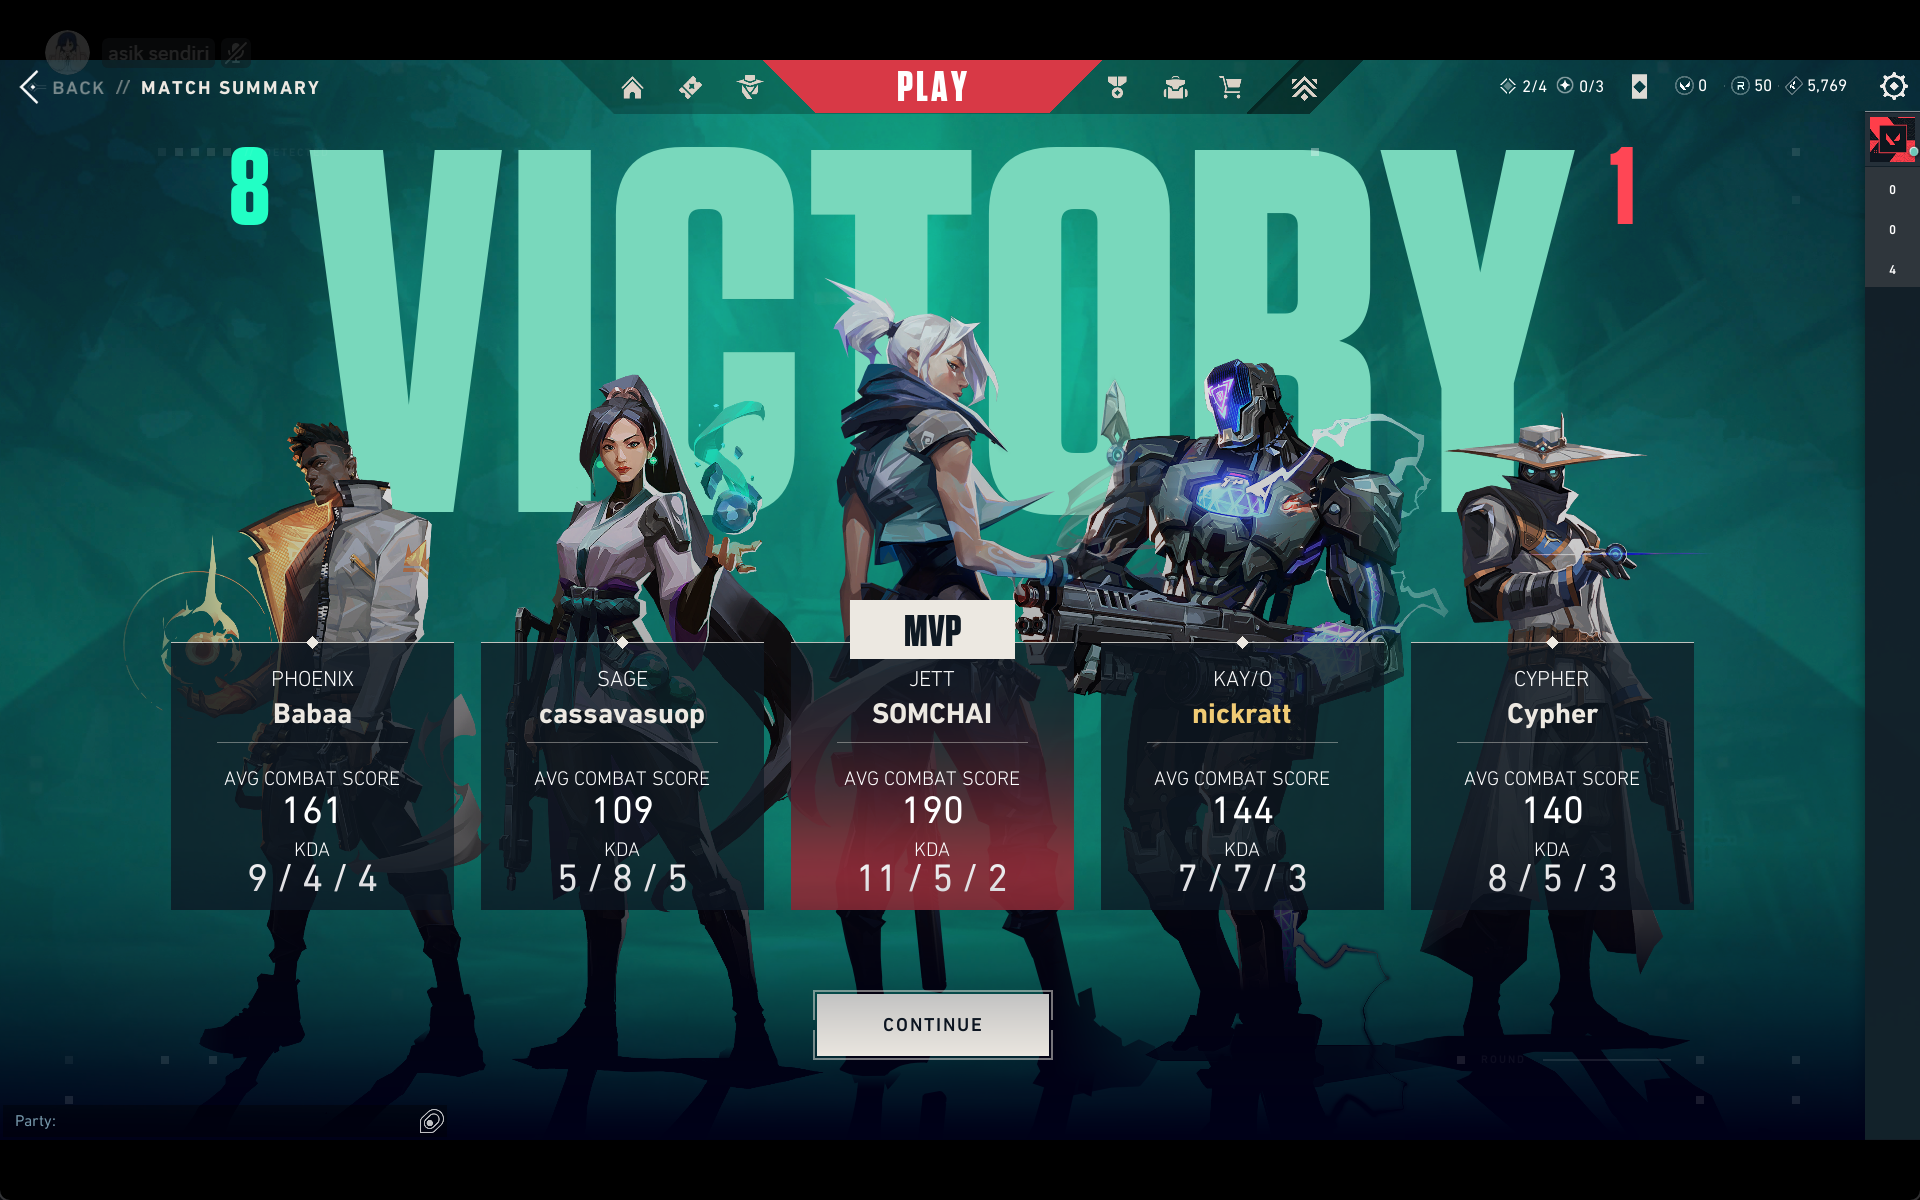 asik sendiri
BACK // MATCH SUMMARY
PLAY
2/4
0/3
0
50
5,769
8
VICTORY
1
0
0
4
MVP
PHOENIX
Babaa
AVG COMBAT SCORE
161
KDA
9 / 4 / 4
SAGE
cassavasuop
AVG COMBAT SCORE
109
KDA
5 / 8 / 5
JETT
SOMCHAI
AVG COMBAT SCORE
190
KDA
11 / 5 / 2
KAY/O
nickratt
AVG COMBAT SCORE
144
KDA
7 / 7 / 3
CYPHER
Cypher
AVG COMBAT SCORE
140
KDA
8 / 5 / 3
CONTINUE
ROUND
Party: